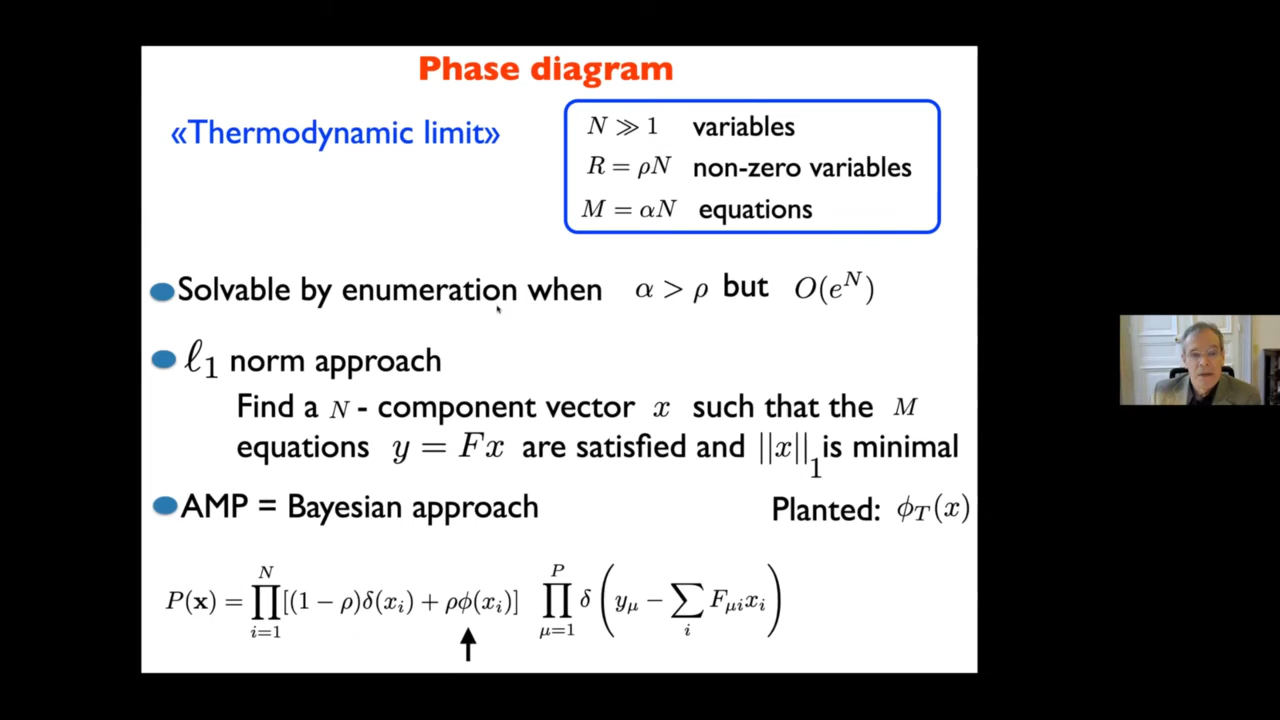 Phase diagram
«Thermodynamic limit»
N ≫ 1 variables
R = ρN non-zero variables
M = αN equations
Solvable by enumeration when α > ρ but O(e^N)
ℓ₁ norm approach
Find a N - component vector x such that the M
equations y = Fx are satisfied and ||x||₁ is minimal
AMP = Bayesian approach Planted: ϕ_T(x)
P(x) = ∏_{i=1}^{N} [(1 − ρ)δ(x_i) + ρϕ(x_i)] ∏_{μ=1}^{P} δ (y_μ − ∑_i F_{μi}x_i)